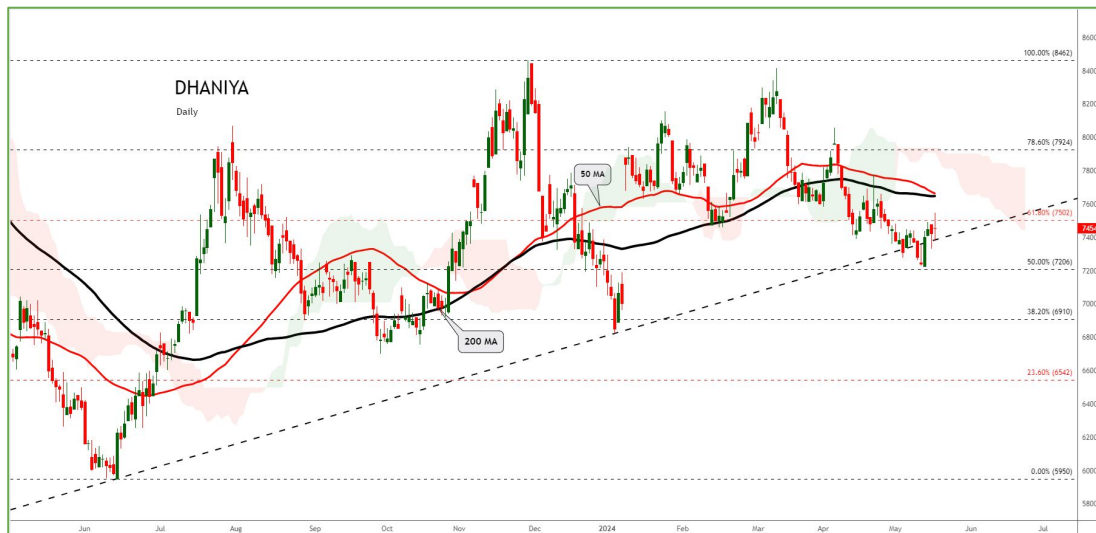 DHANIYA
Daily
50 MA
200 MA
100.00% (8462)
78.60% (7924)
61.80% (7502)
50.00% (7206)
38.20% (6910)
23.60% (6542)
0.00% (5950)
8600
8400
8200
8000
7800
7600
7454
7400
7200
7000
6800
6600
6400
6200
6000
5800
Jun
Jul
Aug
Sep
Oct
Nov
Dec
2024
Feb
Mar
Apr
May
Jun
Jul